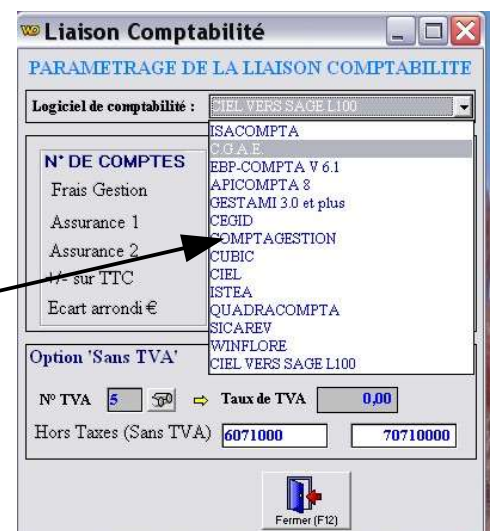 Liaison Comptabilité
PARAMETRAGE DE LA LIAISON COMPTABILITE
Logiciel de comptabilité : CIEL VERS SAGE L100
ISACOMPTA
C.G.A.E.
EBP-COMPTA V 6.1
APICOMPTA 8
GESTAMI 3.0 et plus
CEGID
COMPTAGESTION
CUBIC
CIEL
ISTEA
QUADRACOMPTA
SICAREV
WINFLORE
CIEL VERS SAGE L100
N° DE COMPTES
Frais Gestion
Assurance 1
Assurance 2
+/- sur TTC
Ecart arrondi €
Option 'Sans TVA'
N° TVA 5 Taux de TVA 0,00
Hors Taxes (Sans TVA) 6071000 70710000
Fermer (F12)